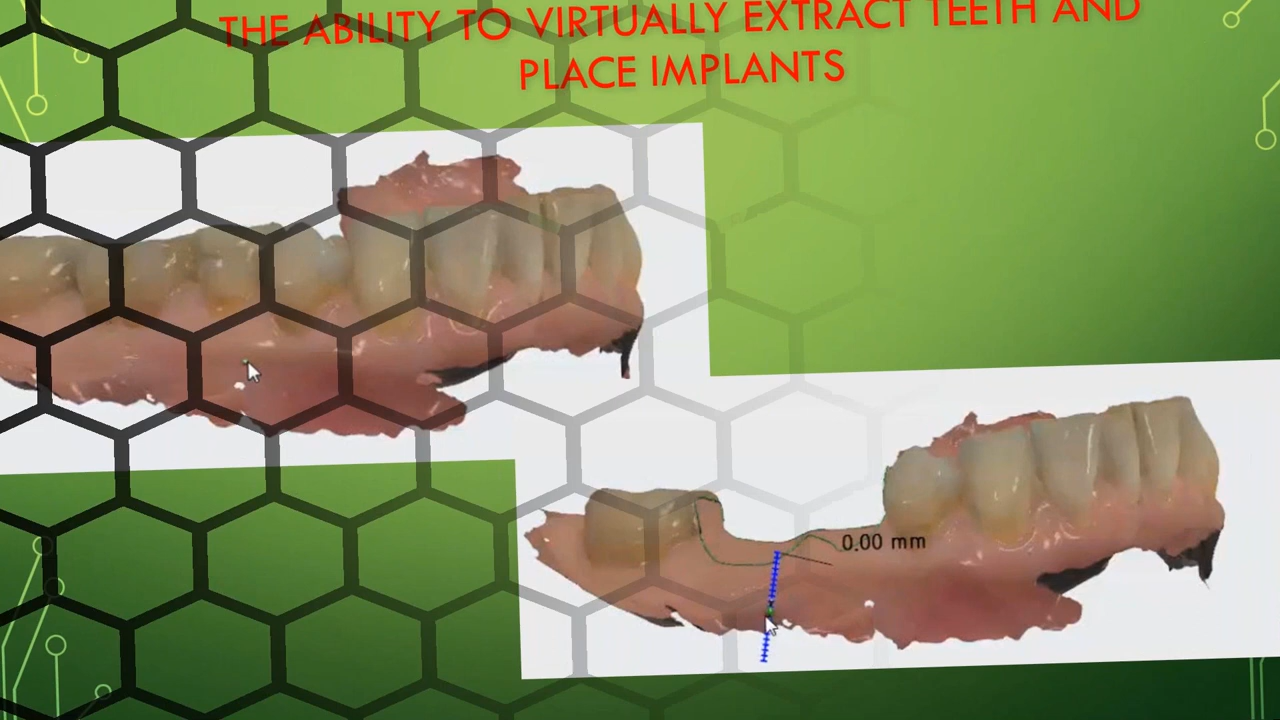 THE ABILITY TO VIRTUALLY EXTRACT TEETH AND
PLACE IMPLANTS
0.00 mm